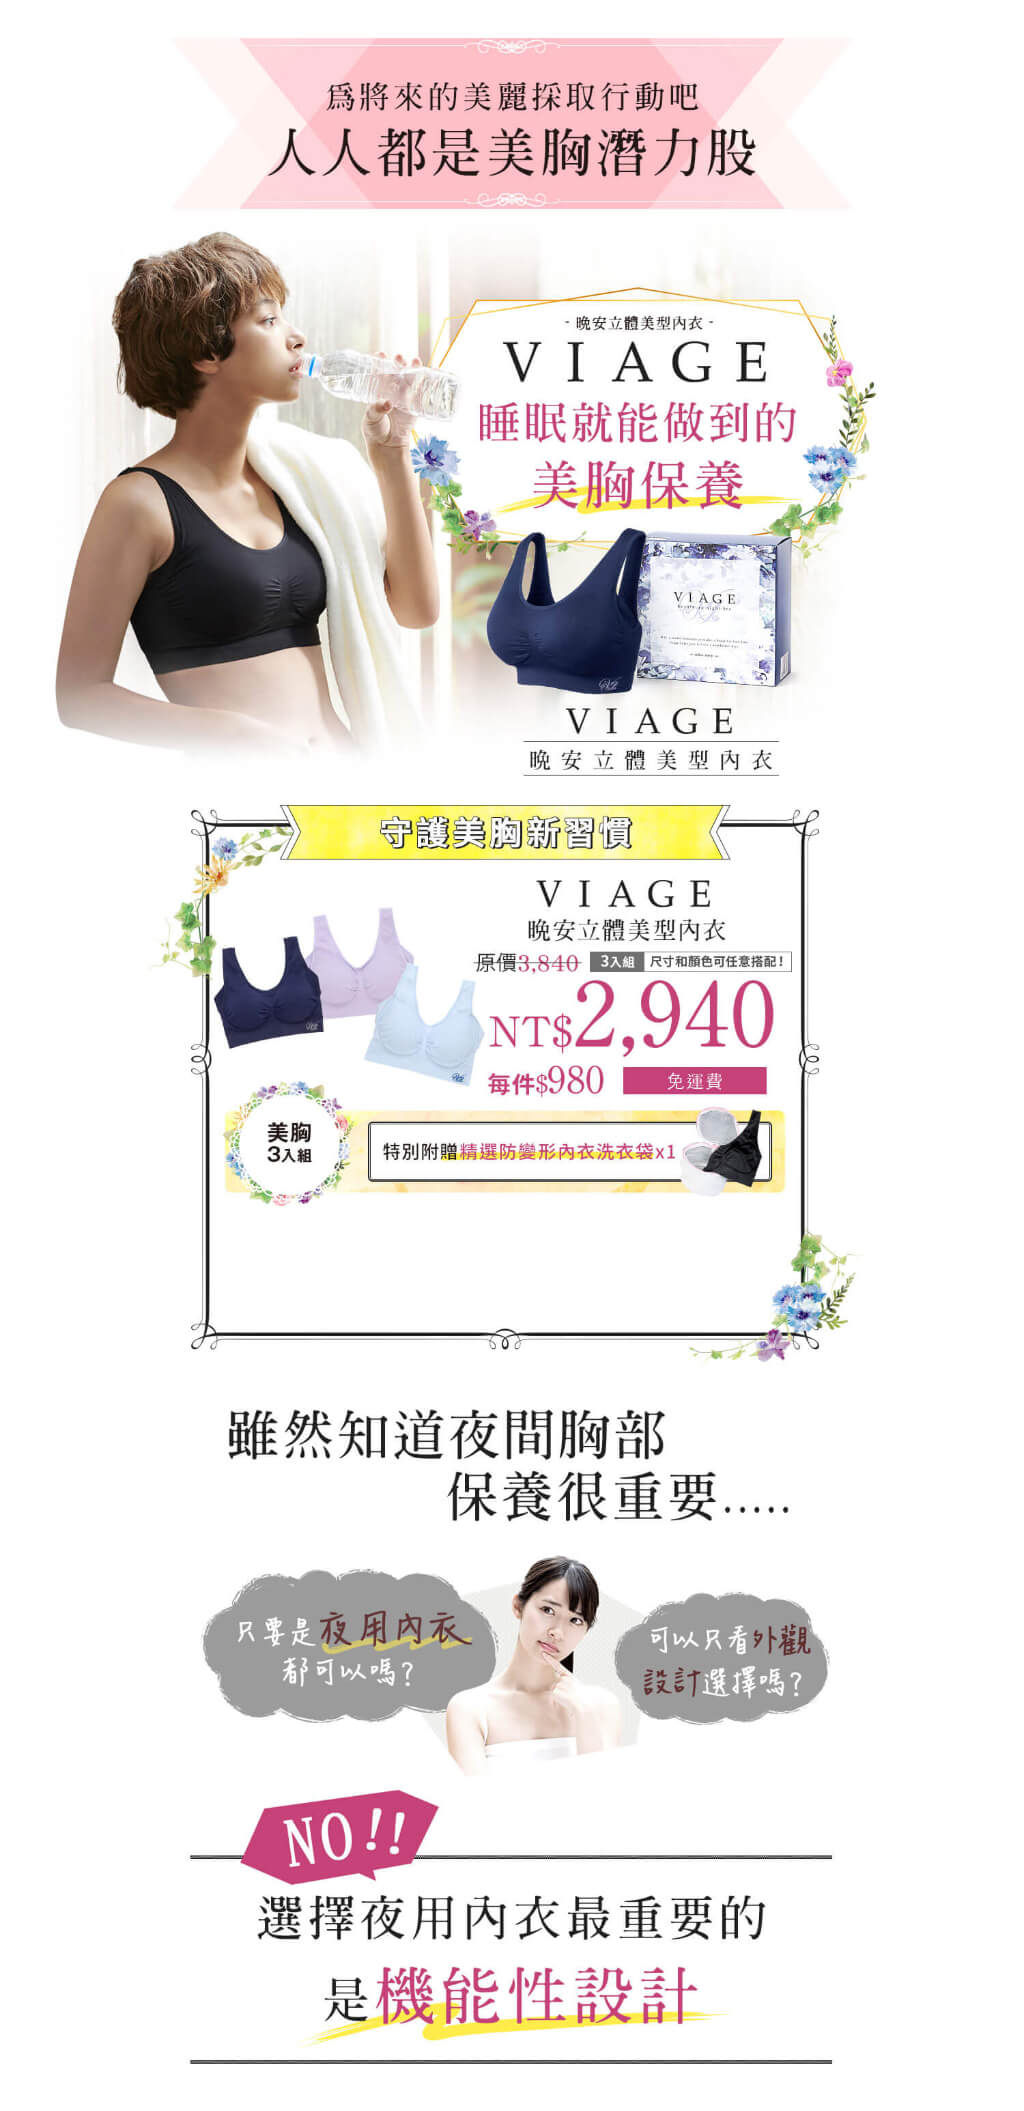 為將來的美麗採取行動吧
人人都是美胸潛力股
- 晚安立體美型內衣 -
VIAGE
睡眠就能做到的
美胸保養
VIAGE
VIAGE
晚安立體美型內衣
守護美胸新習慣
VIAGE
晚安立體美型內衣
原價3,840 3入組 尺寸和顏色可任意搭配!
NT$2,940
每件$980 免運費
美胸
3入組
特別附贈精選防變形內衣洗衣袋x1
雖然知道夜間胸部
保養很重要.....
只要是夜用內衣
都可以嗎?
可以只看外觀
設計選擇嗎?
NO!!
選擇夜用內衣最重要的
是機能性設計